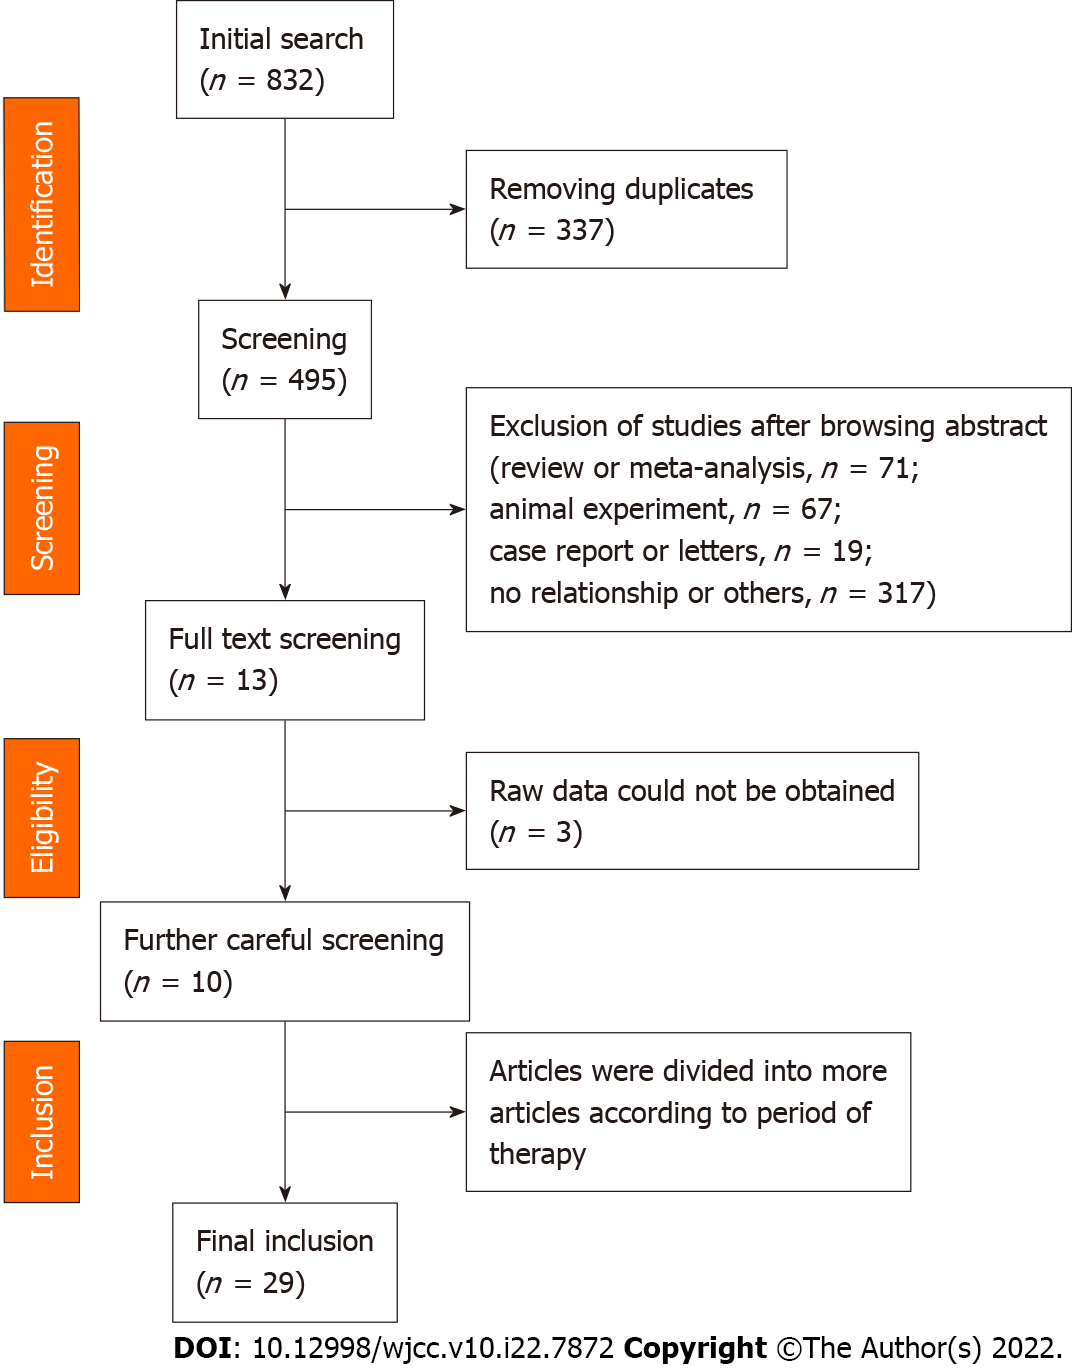 Initial search
(n = 832)
Identification
Removing duplicates
(n = 337)
Screening
(n = 495)
Screening
Exclusion of studies after browsing abstract
(review or meta-analysis, n = 71;
animal experiment, n = 67;
case report or letters, n = 19;
no relationship or others, n = 317)
Full text screening
(n = 13)
Eligibility
Raw data could not be obtained
(n = 3)
Further careful screening
(n = 10)
Inclusion
Articles were divided into more
articles according to period of
therapy
Final inclusion
(n = 29)
DOI: 10.12998/wjcc.v10.i22.7872 Copyright ©The Author(s) 2022.